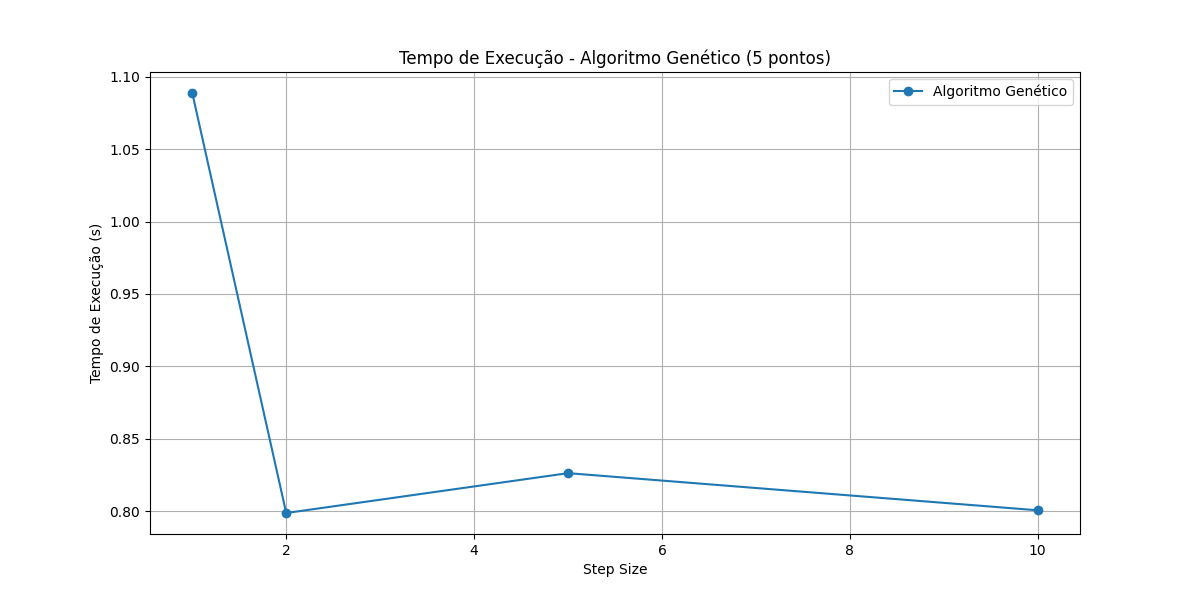 Tempo de Execução - Algoritmo Genético (5 pontos)
Algoritmo Genético
1.10
1.05
1.00
0.95
0.90
0.85
0.80
Tempo de Execução (s)
2 4 6 8 10
Step Size